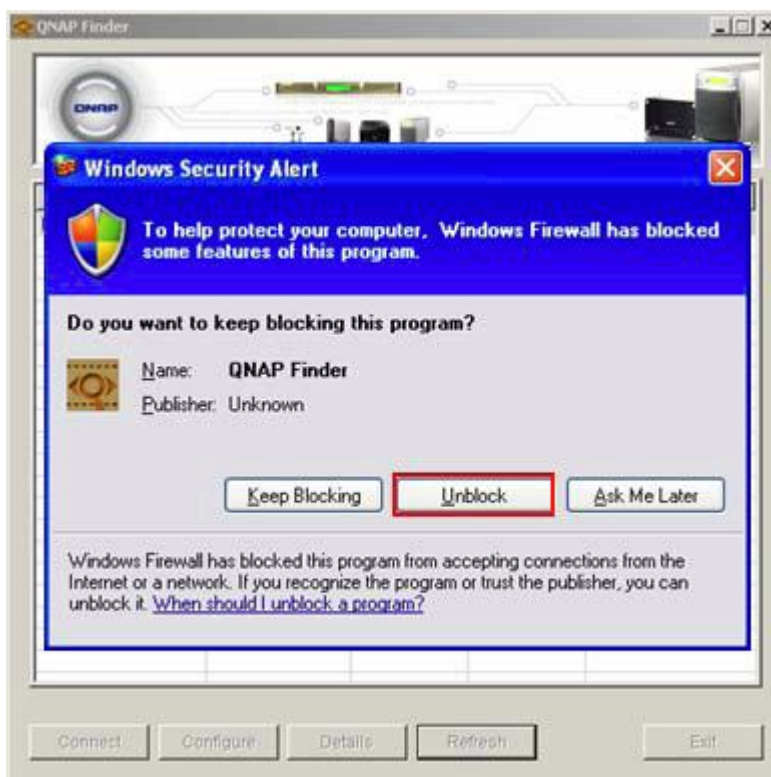 QNAP Finder
QNAP
Windows Security Alert
To help protect your computer, Windows Firewall has blocked
some features of this program.
Do you want to keep blocking this program?
Name: QNAP Finder
Publisher: Unknown
Keep Blocking Unblock Ask Me Later
Windows Firewall has blocked this program from accepting connections from the
Internet or a network. If you recognize the program or trust the publisher, you can
unblock it. When should I unblock a program?
Connect Configure Details Refresh Exit